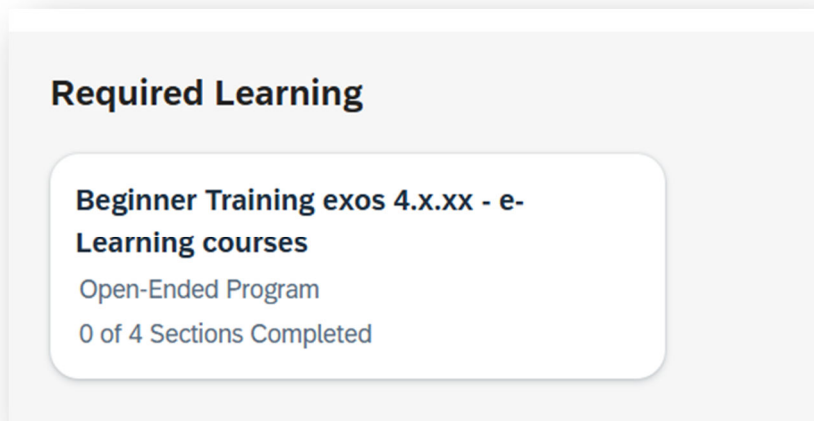 Required Learning
Beginner Training exos 4.x.xx - e-
Learning courses
Open-Ended Program
0 of 4 Sections Completed